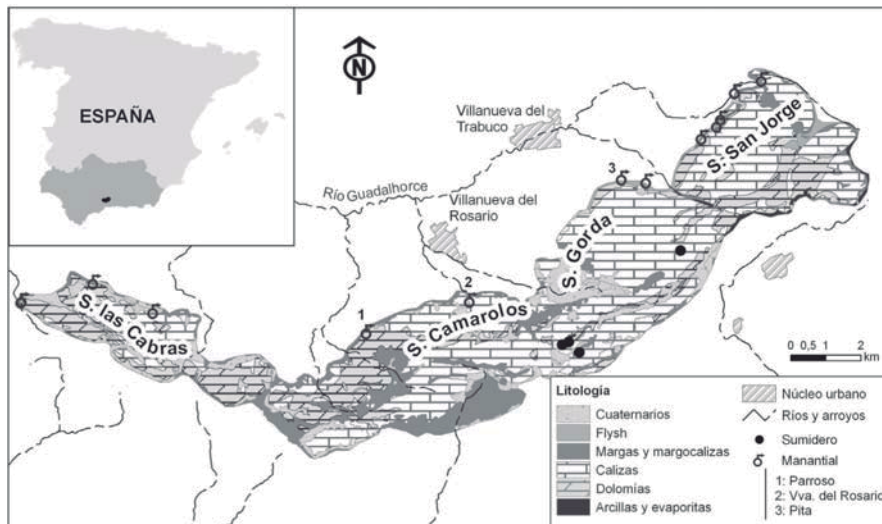 ESPAÑA
N
Villanueva del
Trabuco
S. San Jorge
3
Río Guadalhorce
Villanueva del
Rosario
S. Gorda
S. las Cabras
2
1
S. Camarolos
0 0,5 1 2
km
Litología
Cuaternarios
Flysh
Margas y margocalizas
Calizas
Dolomías
Arcillas y evaporitas
Núcleo urbano
Ríos y arroyos
Sumidero
Manantial
1: Parroso
2: Vva. del Rosario
3: Pita